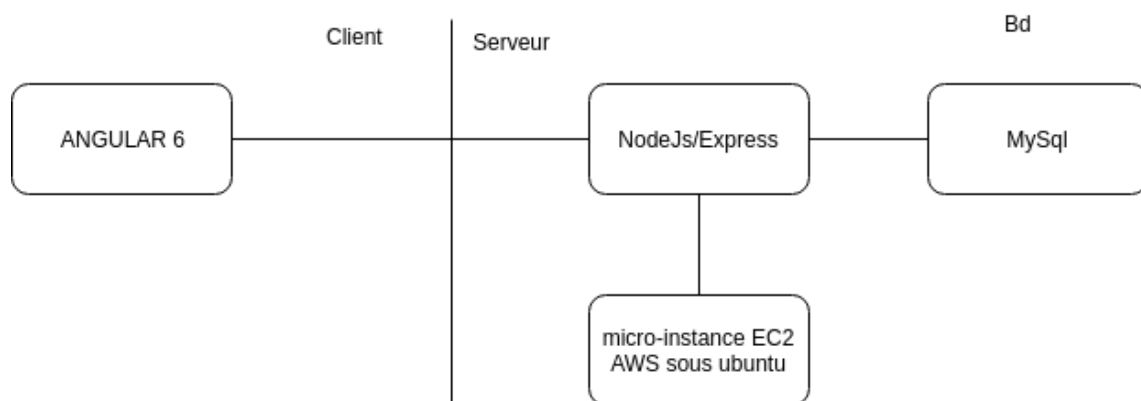 Client
Serveur
Bd
ANGULAR 6
NodeJs/Express
MySql
micro-instance EC2
AWS sous ubuntu